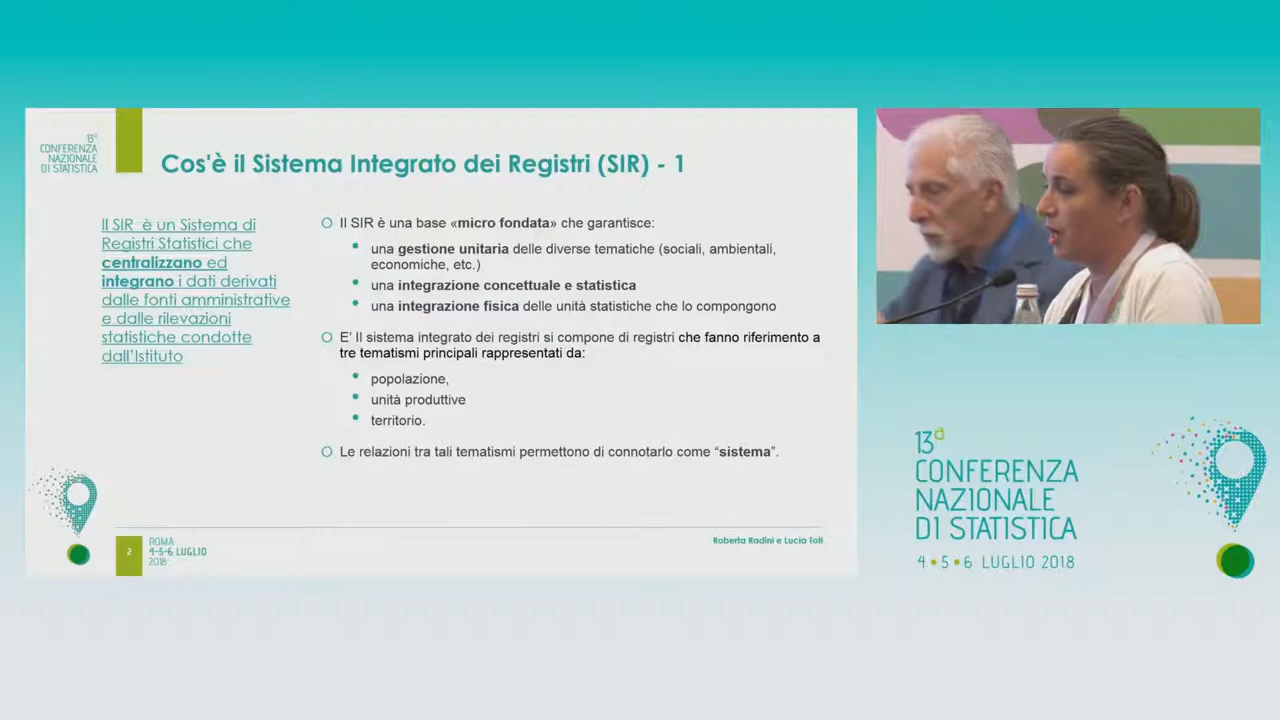 13ª
CONFERENZA
NAZIONALE
DI STATISTICA
Cos'è il Sistema Integrato dei Registri (SIR) - 1
Il SIR è un Sistema di
Registri Statistici che
centralizzano ed
integrano i dati derivati
dalle fonti amministrative
e dalle rilevazioni
statistiche condotte
dall'Istituto
Il SIR è una base «micro fondata» che garantisce:
una gestione unitaria delle diverse tematiche (sociali, ambientali,
economiche, etc.)
una integrazione concettuale e statistica
una integrazione fisica delle unità statistiche che lo compongono
E' Il sistema integrato dei registri si compone di registri che fanno riferimento a
tre tematismi principali rappresentati da:
popolazione,
unità produttive
territorio.
Le relazioni tra tali tematismi permettono di connotarlo come “sistema”.
2
ROMA
4-5-6 LUGLIO
2018
Roberta Radini e Lucia Toti
13ª
CONFERENZA
NAZIONALE
DI STATISTICA
4•5•6 LUGLIO 2018